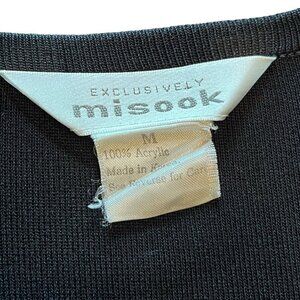 EXCLUSIVELY
misook
M
100% Acrylic
Made in
See Reverse for Care